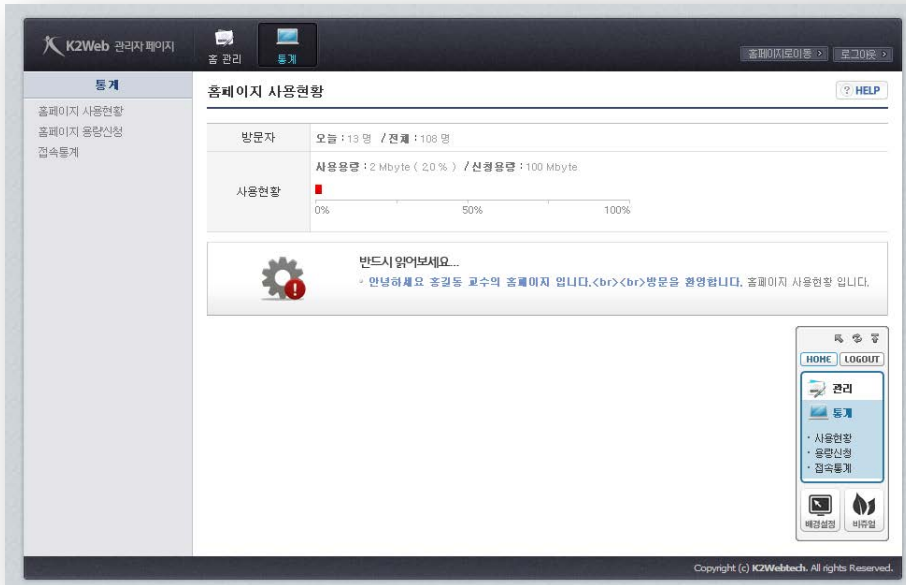 K2Web 관리자 페이지
홈 관리
통계
홈페이지로이동 >
로그아웃 >
통계
홈페이지 사용현황
홈페이지 용량신청
접속통계
홈페이지 사용현황
? HELP
방문자
오늘 : 13 명 / 전체 : 108 명
사용현황
사용용량 : 2 Mbyte ( 2.0 % ) / 신청용량 : 100 Mbyte
0% 50% 100%
반드시 읽어보세요...
안녕하세요 홍길동 교수의 홈페이지 입니다.<br><br>방문을 환영합니다. 홈페이지 사용현황 입니다.
HOME LOGOUT
관리
통계
· 사용현황
· 용량신청
· 접속통계
배경설정 비쥬얼
Copyright (c) K2Webtech. All rights Reserved.